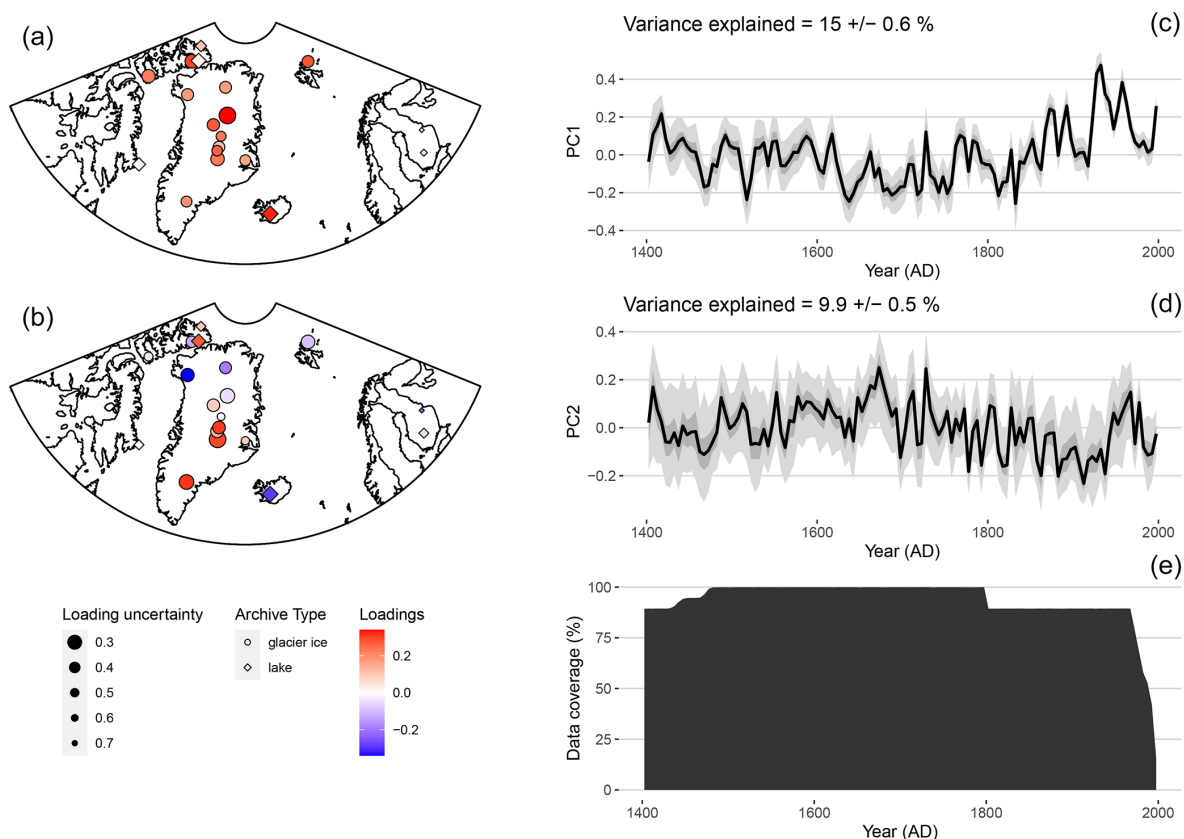 (a)
(b)
Loading uncertainty
0.3
0.4
0.5
0.6
0.7
Archive Type
glacier ice
lake
Loadings
0.2
0.0
−0.2
Variance explained = 15 +/− 0.6 %
(c)
PC1
0.4
0.2
0.0
−0.2
−0.4
1400
1600
1800
2000
Year (AD)
Variance explained = 9.9 +/− 0.5 %
(d)
PC2
0.4
0.2
0.0
−0.2
1400
1600
1800
2000
Year (AD)
(e)
Data coverage (%)
100
75
50
25
0
1400
1600
1800
2000
Year (AD)